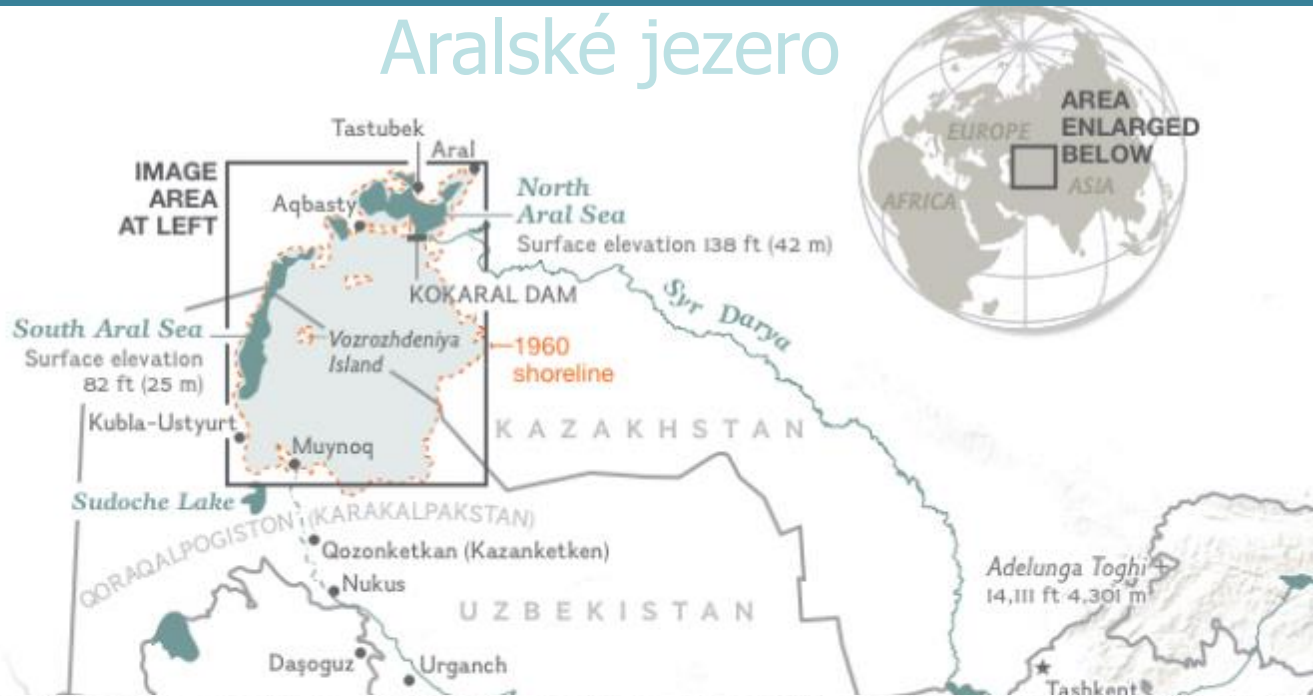 Aralské jezero
AREA
ENLARGED
BELOW
EUROPE
ASIA
AFRICA
IMAGE
AREA
AT LEFT
Tastubek
Aral
Aqbasty
North
Aral Sea
Surface elevation 138 ft (42 m)
KOKARAL DAM
Syr Darya
South Aral Sea
Surface elevation
82 ft (25 m)
Vozrozhdeniya
Island
1960
shoreline
Kubla-Ustyurt
Muynoq
KAZAKHSTAN
Sudoche Lake
QORAQALPOGISTON (KARAKALPAKSTAN)
Qozonketkan (Kazanketken)
Nukus
UZBEKISTAN
Adelunga Toghi
14,111 ft 4,301 m
Daşoguz
Urganch
Tashkent